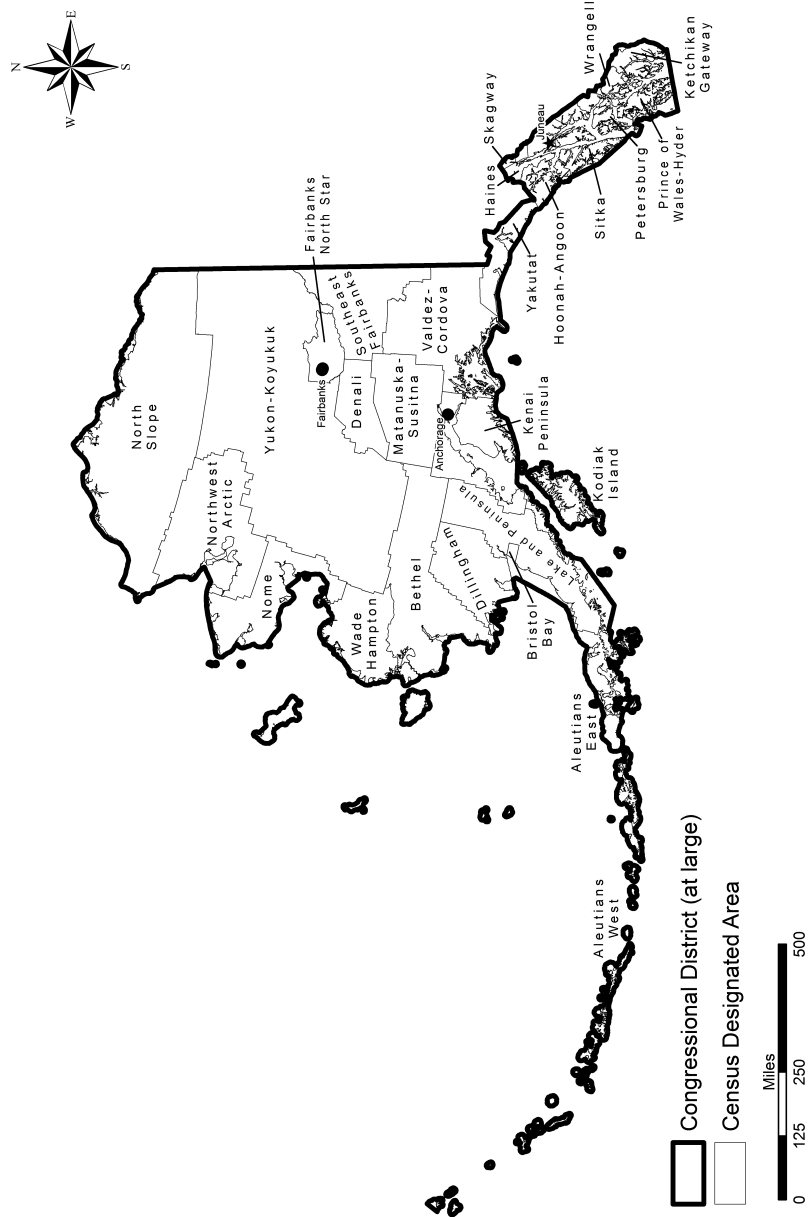 N
W
E
S
North
Slope
Northwest
Arctic
Nome
Yukon-Koyukuk
Fairbanks
North Star
Fairbanks
Southeast
Fairbanks
Denali
Matanuska-
Susitna
Valdez-
Cordova
Anchorage
Kenai
Peninsula
Wade
Hampton
Bethel
Dillingham
Bristol
Bay
Lake and Peninsula
Kodiak
Island
Aleutians
East
Aleutians
West
Yakutat
Skagway
Haines
Hoonah-Angoon
Juneau
Sitka
Petersburg
Wrangell
Prince of
Wales-Hyder
Ketchikan
Gateway
Congressional District (at large)
Census Designated Area
Miles
0 125 250 500